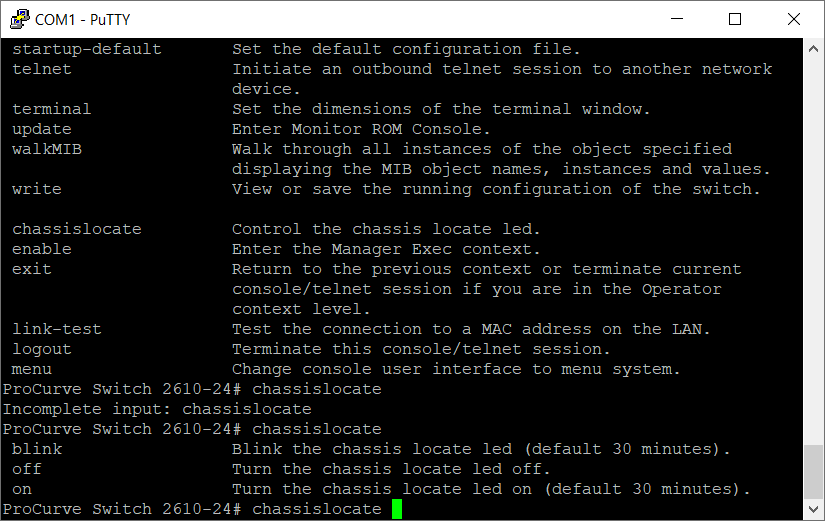 COM1 - PuTTY
startup-default Set the default configuration file.
telnet Initiate an outbound telnet session to another network
device.
terminal Set the dimensions of the terminal window.
update Enter Monitor ROM Console.
walkMIB Walk through all instances of the object specified
displaying the MIB object names, instances and values.
write View or save the running configuration of the switch.
chassislocate Control the chassis locate led.
enable Enter the Manager Exec context.
exit Return to the previous context or terminate current
console/telnet session if you are in the Operator
context level.
link-test Test the connection to a MAC address on the LAN.
logout Terminate this console/telnet session.
menu Change console user interface to menu system.
ProCurve Switch 2610-24# chassislocate
Incomplete input: chassislocate
ProCurve Switch 2610-24# chassislocate
blink Blink the chassis locate led (default 30 minutes).
off Turn the chassis locate led off.
on Turn the chassis locate led on (default 30 minutes).
ProCurve Switch 2610-24# chassislocate